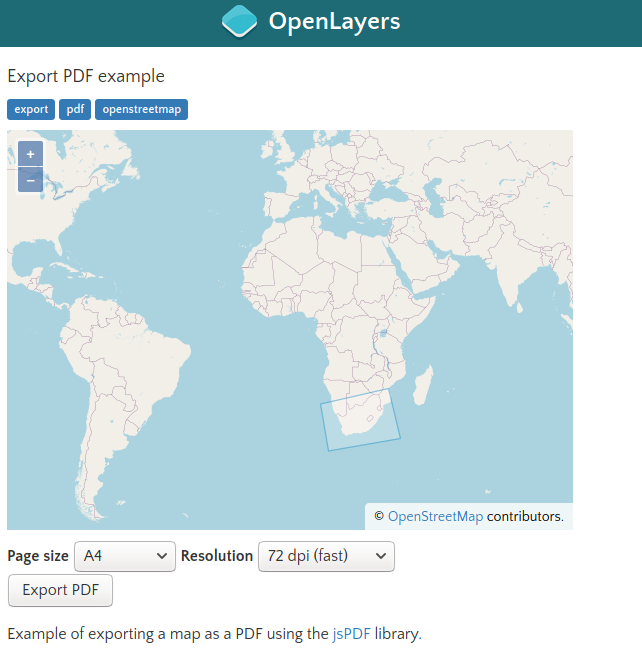 OpenLayers
Export PDF example
export pdf openstreetmap
+
−
© OpenStreetMap contributors.
Page size A4 Resolution 72 dpi (fast)
Export PDF
Example of exporting a map as a PDF using the jsPDF library.